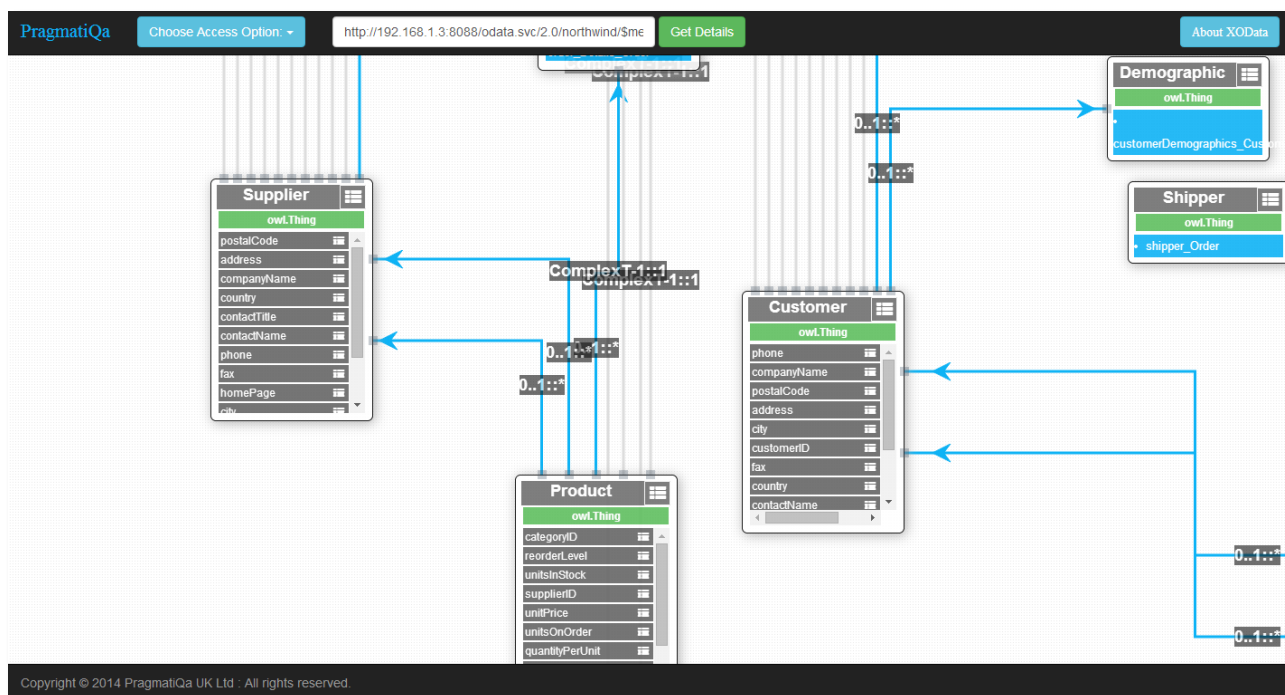 PragmatiQa
Choose Access Option:
http://192.168.1.3:8088/odata.svc/2.0/northwind/$me
Get Details
About XOData
ComplexT-1::1
Demographic
owl.Thing
customerDemographics_Cus
0..1::*
0..1::*
Shipper
owl.Thing
shipper_Order
Supplier
owl.Thing
postalCode
address
companyName
country
contactTitle
contactName
phone
fax
homePage
city
ComplexT-1::1
ComplexT-1::1
0..1::*
1::*
0..1::*
Customer
owl.Thing
phone
companyName
postalCode
address
city
customerID
fax
country
contactName
Product
owl.Thing
categoryID
reorderLevel
unitsInStock
supplierID
unitPrice
unitsOnOrder
quantityPerUnit
0..1::*
0..1::*
Copyright © 2014 PragmatiQa UK Ltd : All rights reserved.